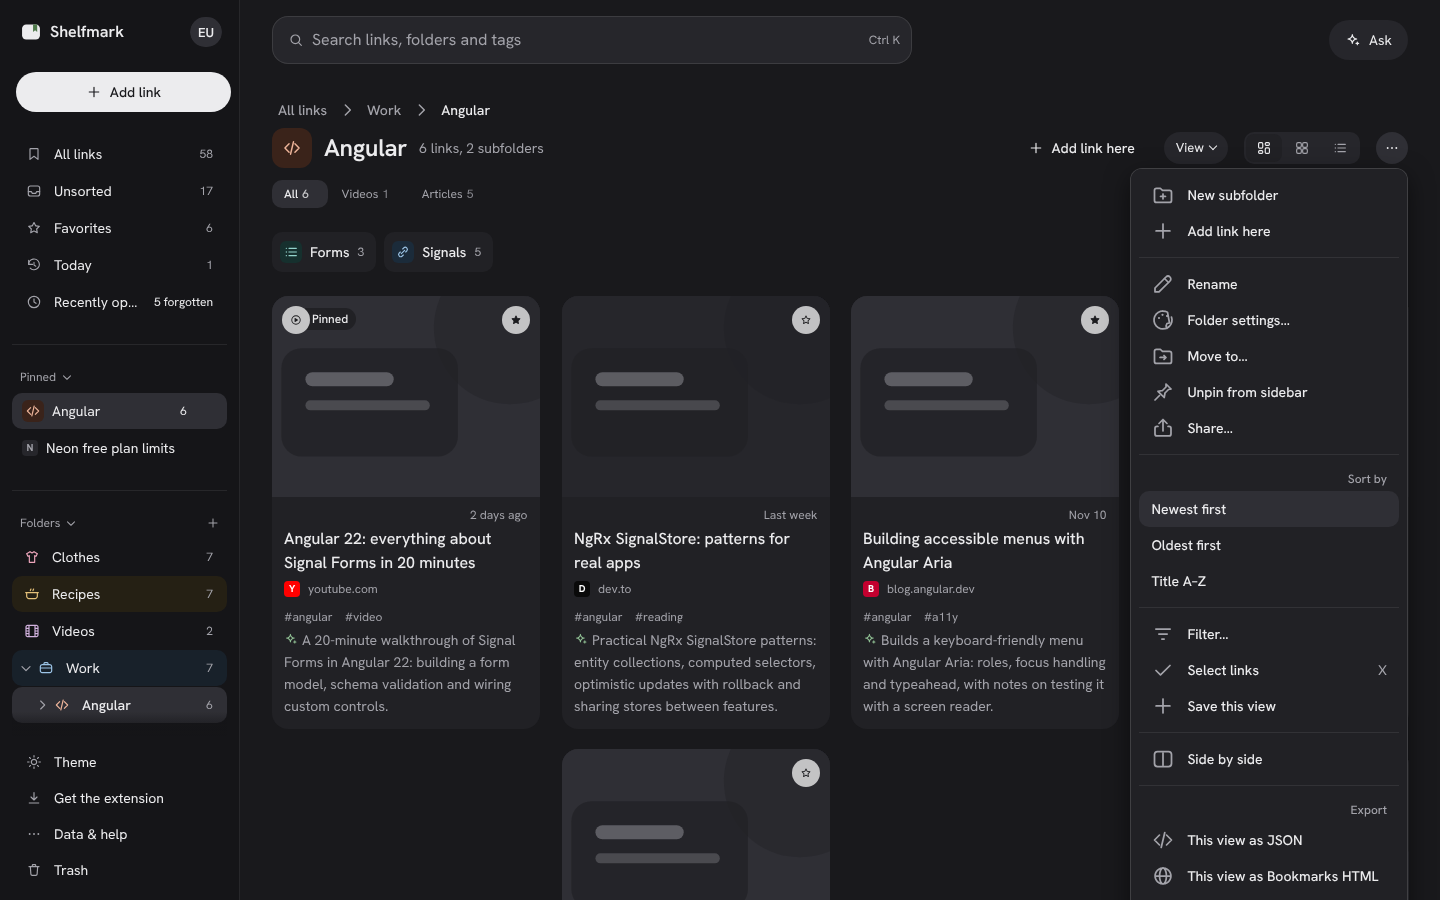 Shelfmark
EU
Add link
All links 58
Unsorted 17
Favorites 6
Today 1
Recently op... 5 forgotten
Pinned
Angular 6
N Neon free plan limits
Folders
Clothes 7
Recipes 7
Videos 2
Work 7
Angular 6
Theme
Get the extension
Data & help
Trash
Search links, folders and tags Ctrl K
Ask
All links Work Angular
Angular 6 links, 2 subfolders
Add link here
View
All 6 Videos 1 Articles 5
Forms 3 Signals 5
Pinned
2 days ago
Angular 22: everything about
Signal Forms in 20 minutes
Y youtube.com
#angular #video
A 20-minute walkthrough of Signal
Forms in Angular 22: building a form
model, schema validation and wiring
custom controls.
Last week
NgRx SignalStore: patterns for
real apps
D dev.to
#angular #reading
Practical NgRx SignalStore patterns:
entity collections, computed selectors,
optimistic updates with rollback and
sharing stores between features.
Nov 10
Building accessible menus with
Angular Aria
B blog.angular.dev
#angular #a11y
Builds a keyboard-friendly menu
with Angular Aria: roles, focus handling
and typeahead, with notes on testing it
with a screen reader.
New subfolder
Add link here
Rename
Folder settings...
Move to...
Unpin from sidebar
Share...
Sort by
Newest first
Oldest first
Title A–Z
Filter...
Select links X
Save this view
Side by side
Export
This view as JSON
This view as Bookmarks HTML